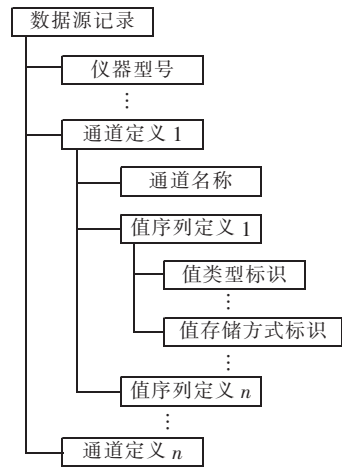 数据源记录
仪器型号
⋮
通道定义 1
通道名称
值序列定义 1
值类型标识
⋮
值存储方式标识
⋮
值序列定义 n
⋮
通道定义 n